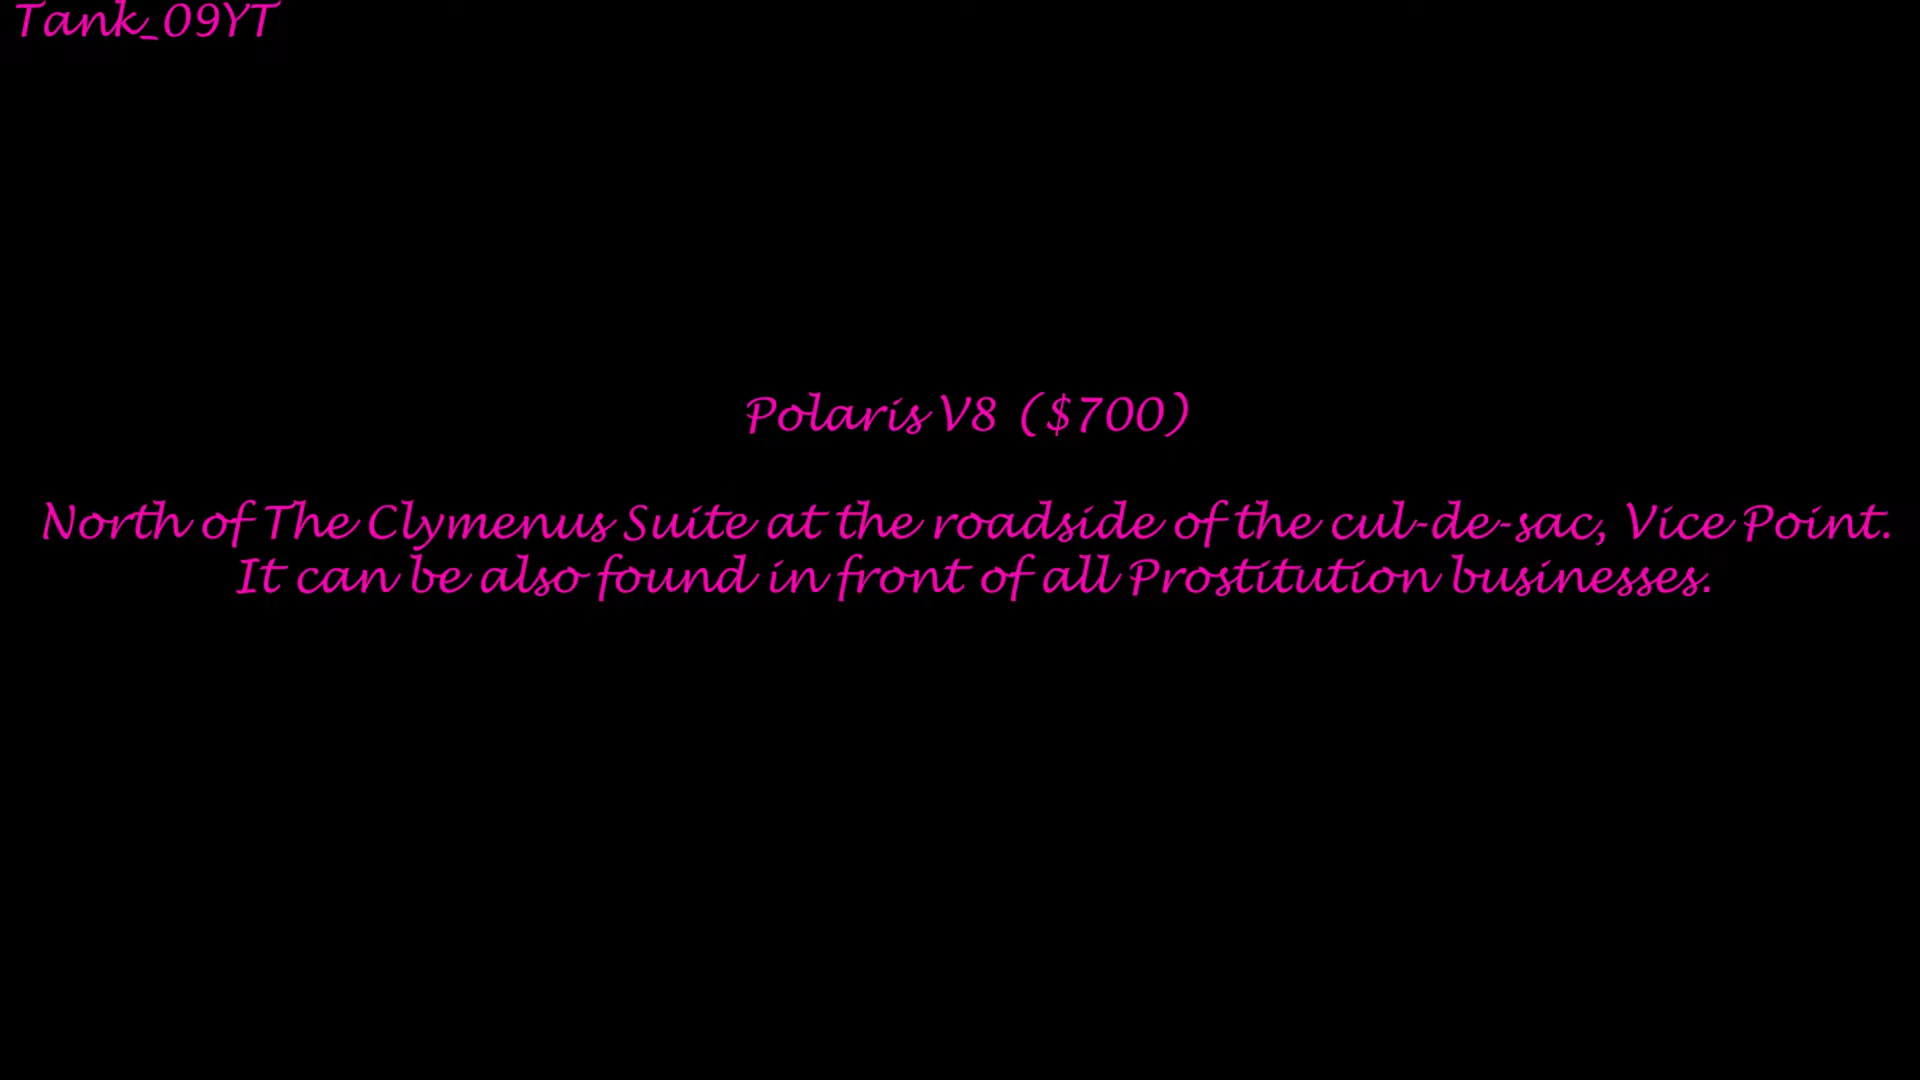 Tank_09YT
Polaris V8 ($700)
North of The Clymenus Suite at the roadside of the cul-de-sac, Vice Point.
It can be also found in front of all Prostitution businesses.